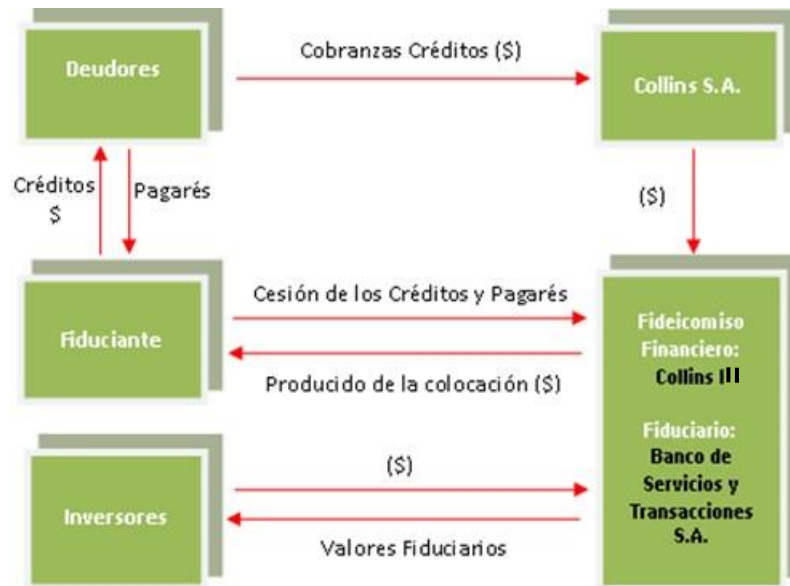 Deudores
Cobranzas Créditos ($)
Collins S.A.
Créditos
$
Pagarés
($)
Fiduciante
Cesión de los Créditos y Pagarés
Producido de la colocación ($)
Fideicomiso
Financiero:
Collins III
Fiduciario:
Banco de
Servicios y
Transacciones
S.A.
Inversores
($)
Valores Fiduciarios